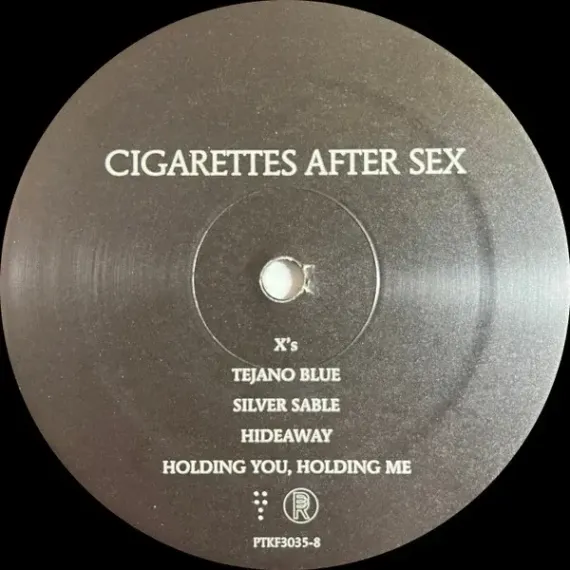 CIGARETTES AFTER SEX
X's
TEJANO BLUE
SILVER SABLE
HIDEAWAY
HOLDING YOU, HOLDING ME
PTKF3035-8